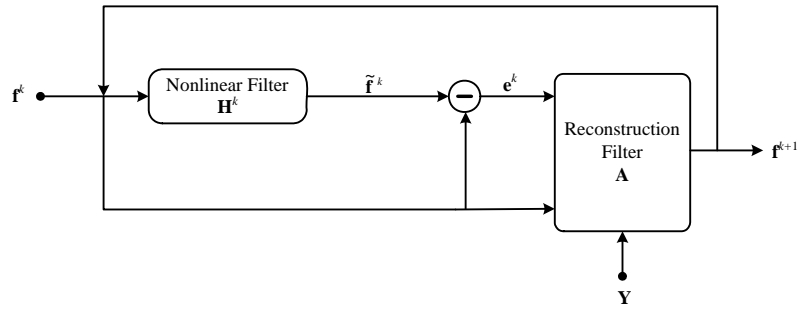 f^k
Nonlinear Filter
H^k
f̃^k
−
e^k
Reconstruction
Filter
A
f^{k+1}
Y